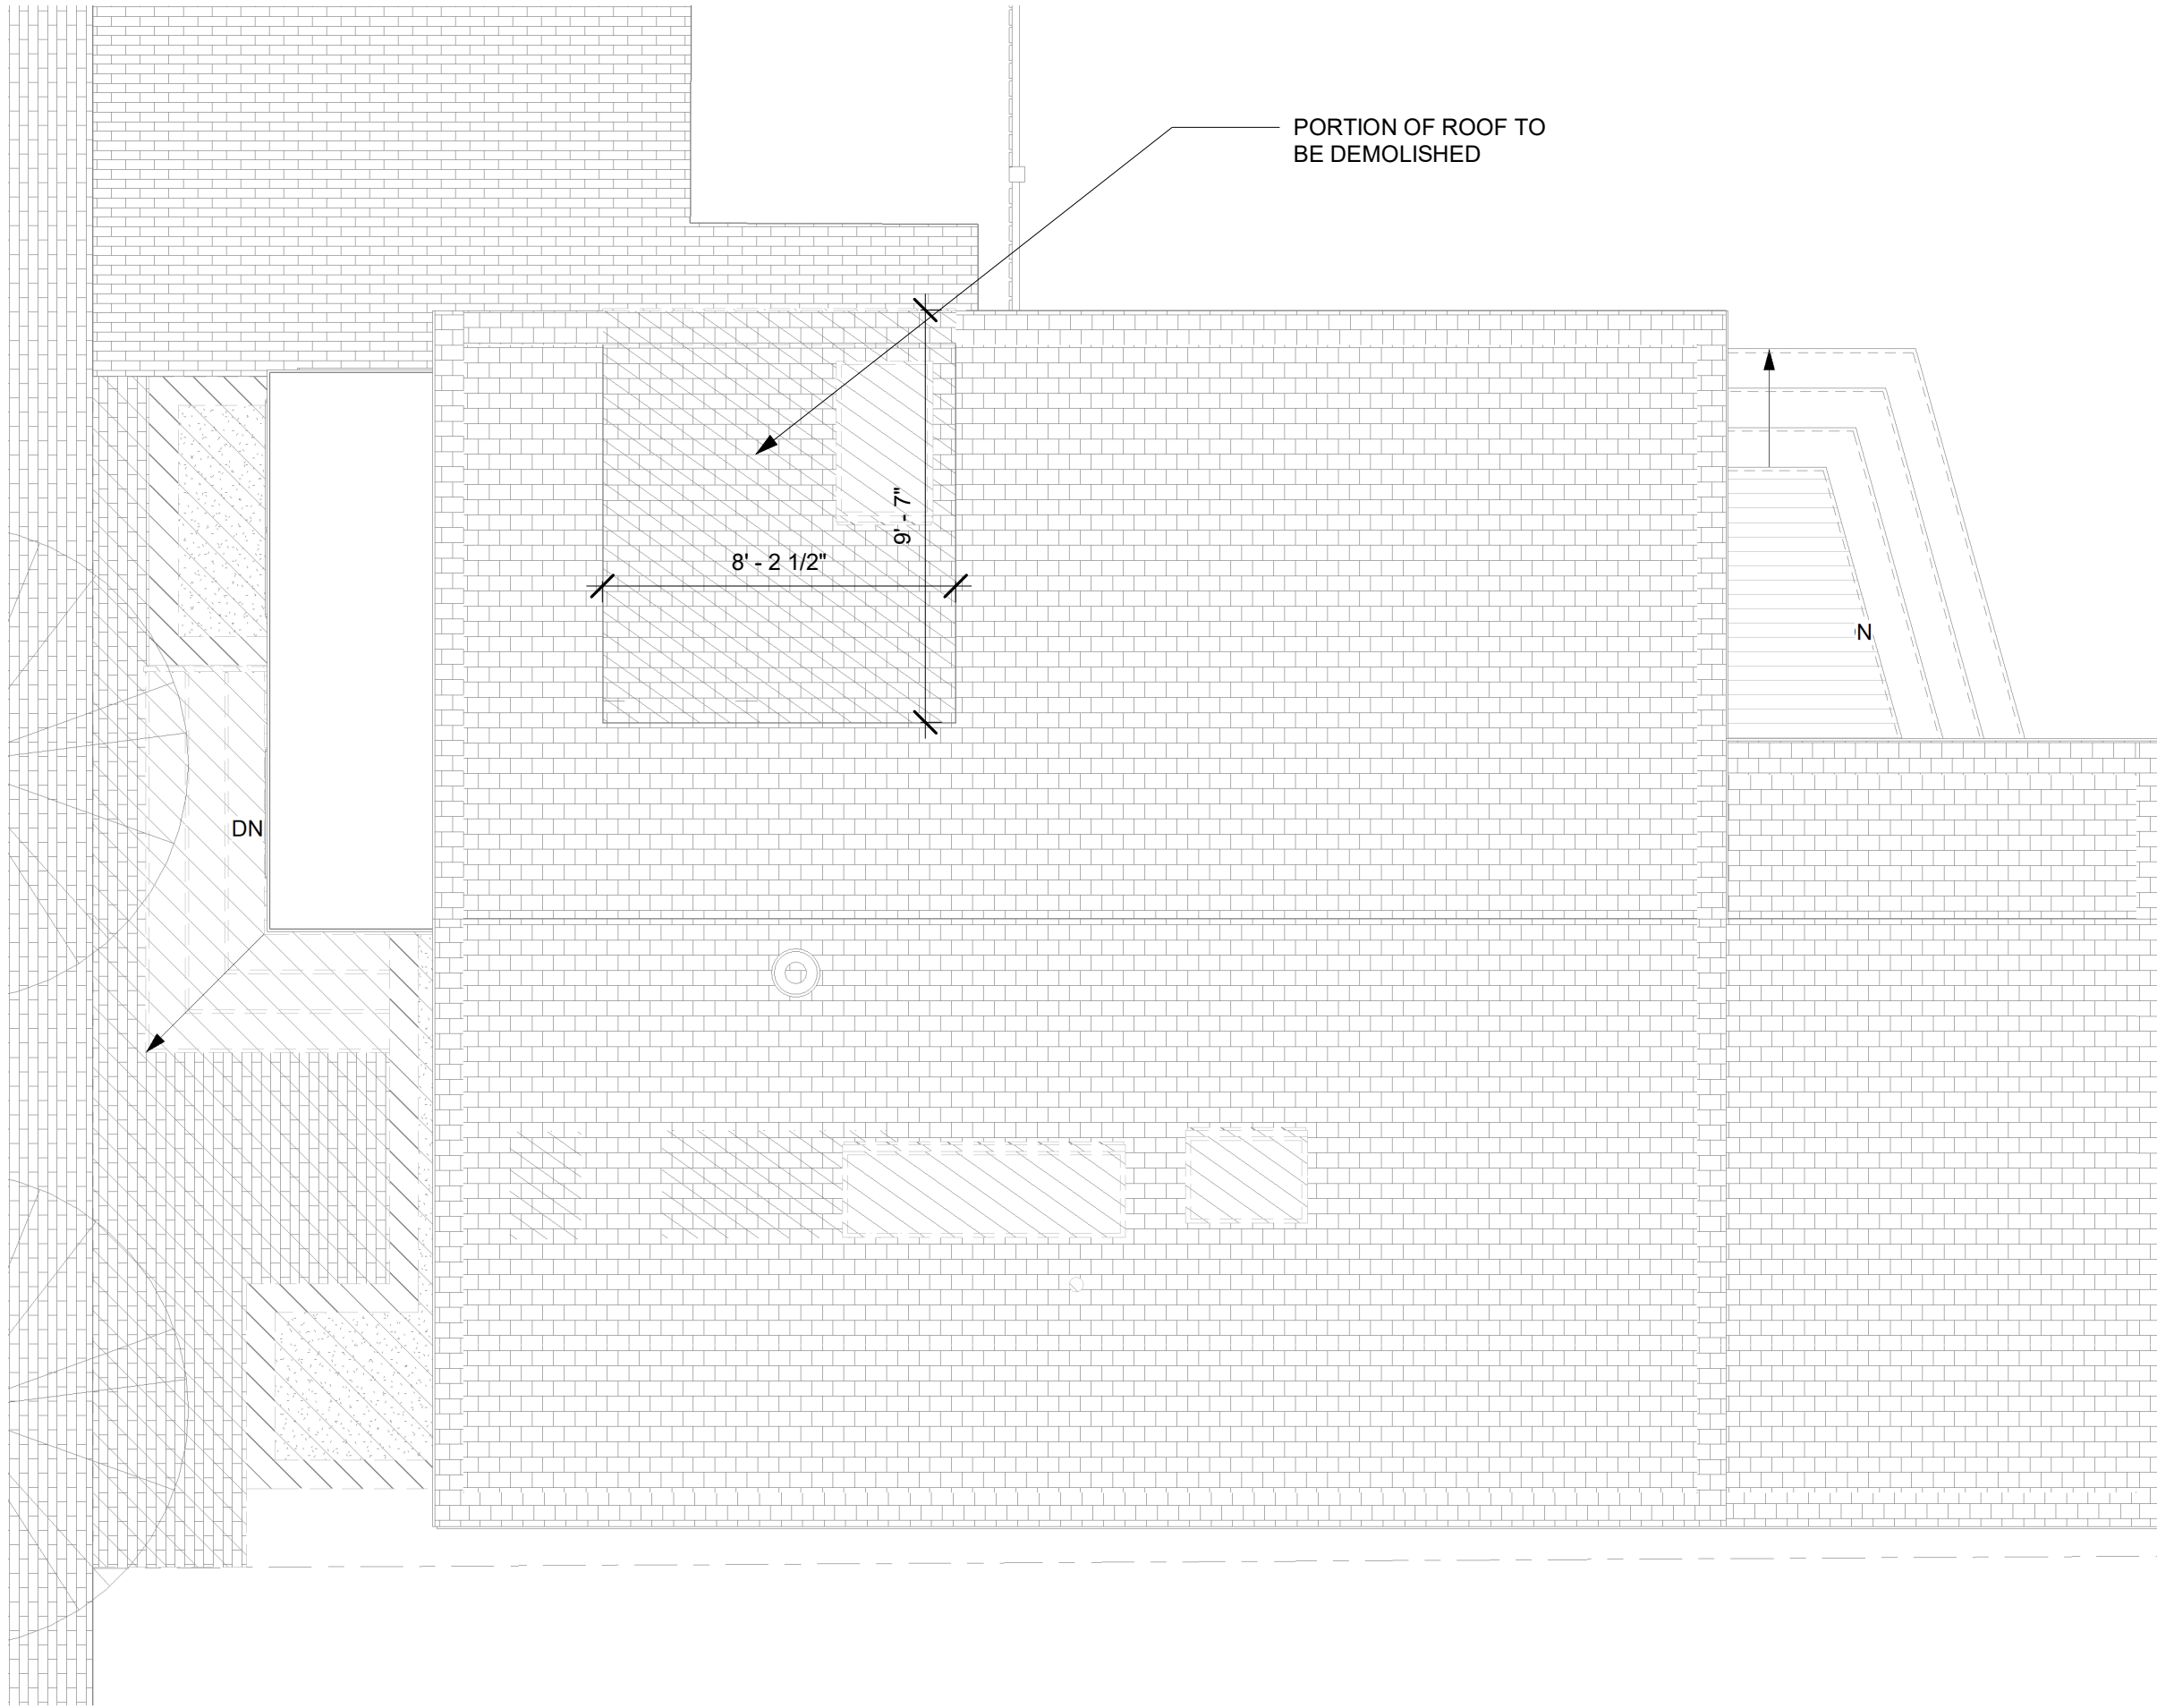 PORTION OF ROOF TO
BE DEMOLISHED
9' - 7"
8' - 2 1/2"
N
DN